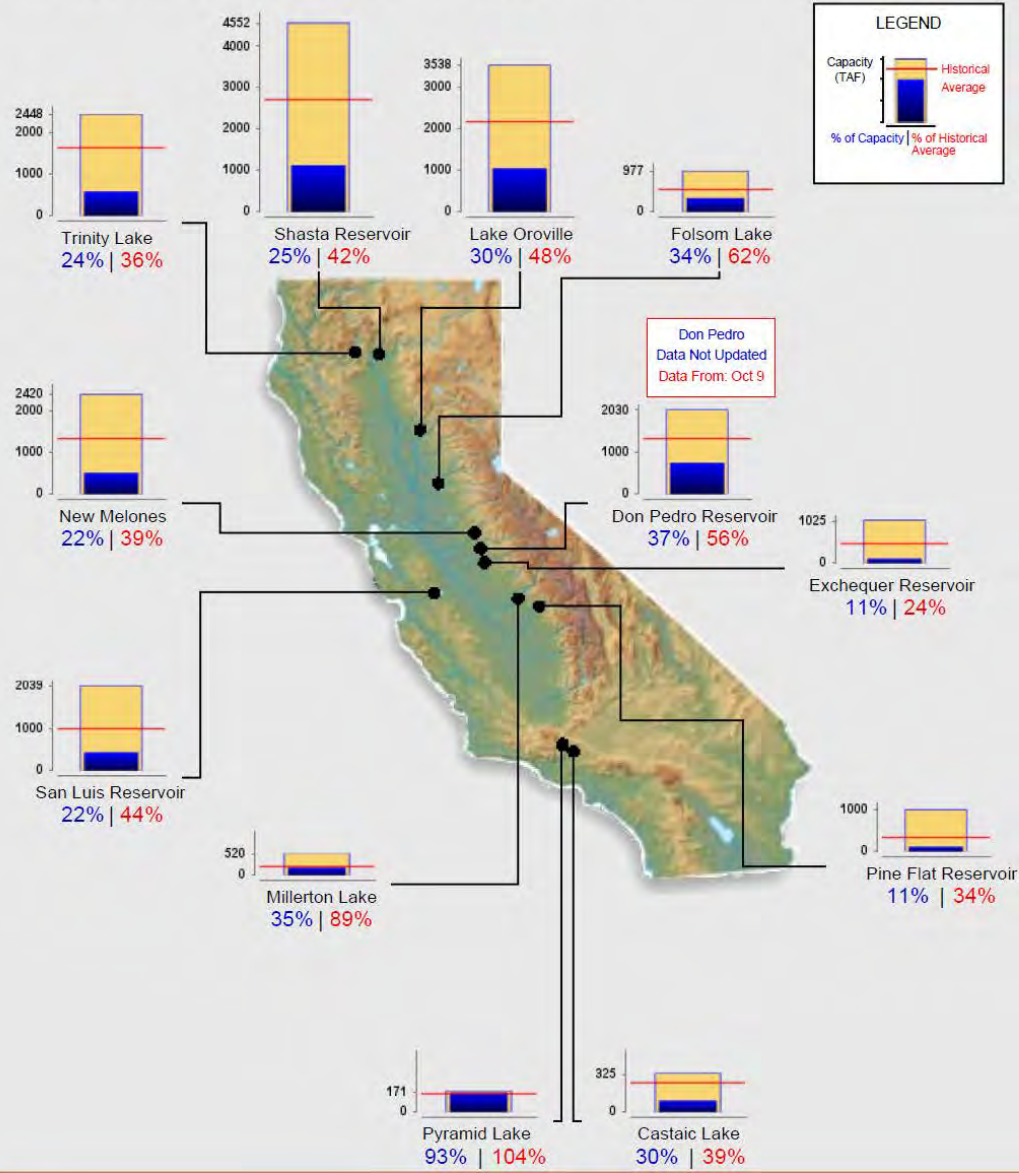 LEGEND
Capacity
(TAF)
Historical
Average
% of Capacity | % of Historical
Average
4552
4000
3000
2000
1000
0
Shasta Reservoir
25% | 42%
3538
3000
2000
1000
0
Lake Oroville
30% | 48%
2448
2000
1000
0
Trinity Lake
24% | 36%
977
0
Folsom Lake
34% | 62%
Don Pedro
Data Not Updated
Data From: Oct 9
2420
2000
1000
0
New Melones
22% | 39%
2030
1000
0
Don Pedro Reservoir
37% | 56%
1025
0
Exchequer Reservoir
11% | 24%
2039
1000
0
San Luis Reservoir
22% | 44%
520
0
Millerton Lake
35% | 89%
1000
0
Pine Flat Reservoir
11% | 34%
171
0
Pyramid Lake
93% | 104%
325
0
Castaic Lake
30% | 39%